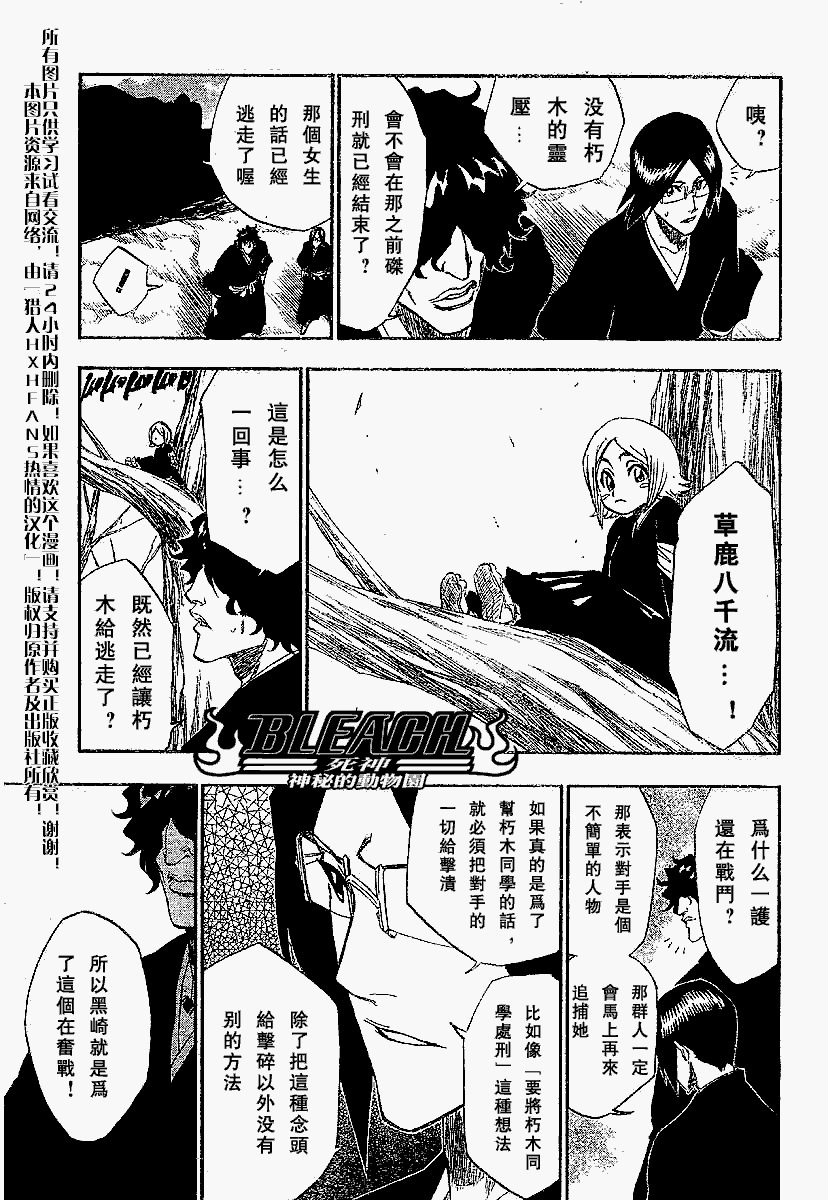 咦?
没有朽
木的靈
壓…
會不會在那之前磔
刑就已經結束了?
那個女生
的話已經
逃走了喔
草鹿八千流…!
這是怎么
一回事…?
既然已經讓朽
木給逃走了?
BLEACH
死神
神秘的動物園
爲什么一護
還在戰鬥?
那表示對手是個
不簡單的人物
那群人一定
會馬上再來
追捕她
如果真的是爲了
幫朽木同學的話,
就必須把對手的
一切給擊潰
比如像「要將朽木同
學處刑」這種想法
除了把這種念頭
給擊碎以外没有
别的方法
所以黑崎就是爲
了這個在奮戰!
所有图片只供学习试看交流!请24小时内删除!如果喜欢这个漫画!请支持并购买正版收藏欣赏!谢谢!
本图片资源来自网络,由「猎人HXHFANS热情的汉化」!版权归原作者及出版社所有!